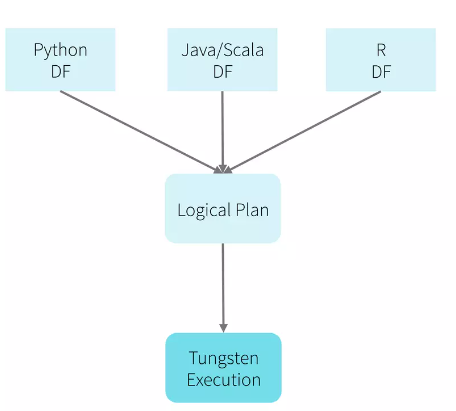 Python
DF
Java/Scala
DF
R
DF
Logical Plan
Tungsten
Execution